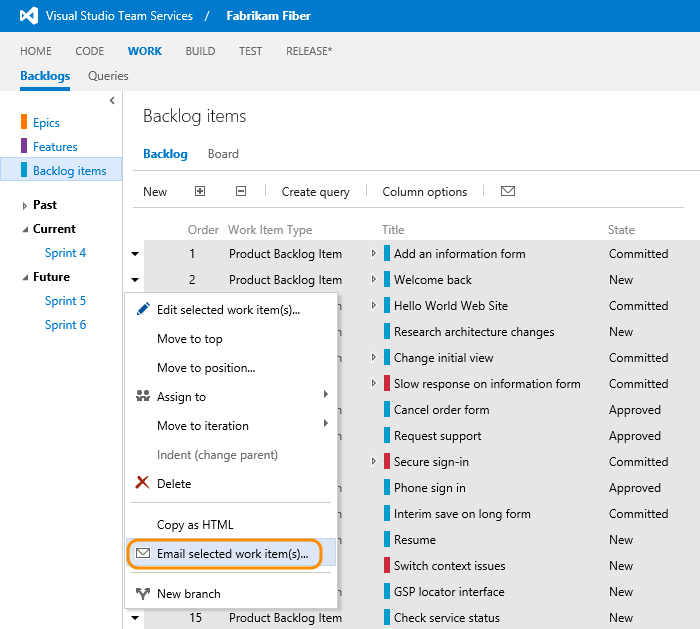 Visual Studio Team Services / Fabrikam Fiber
HOME CODE WORK BUILD TEST RELEASE*
Backlogs Queries
Epics
Features
Backlog items
Past
Current
Sprint 4
Future
Sprint 5
Sprint 6
Backlog items
Backlog Board
New Create query Column options
Order Work Item Type Title State
1 Product Backlog Item Add an information form Committed
2 Product Backlog Item Welcome back New
Hello World Web Site Committed
Research architecture changes New
Change initial view Committed
Slow response on information form Committed
Cancel order form Approved
Request support Approved
Secure sign-in Committed
Phone sign in Approved
Interim save on long form Committed
Resume New
Switch context issues New
GSP locator interface New
15 Product Backlog Item Check service status New
Edit selected work item(s)...
Move to top
Move to position...
Assign to
Move to iteration
Indent (change parent)
Delete
Copy as HTML
Email selected work item(s)...
New branch